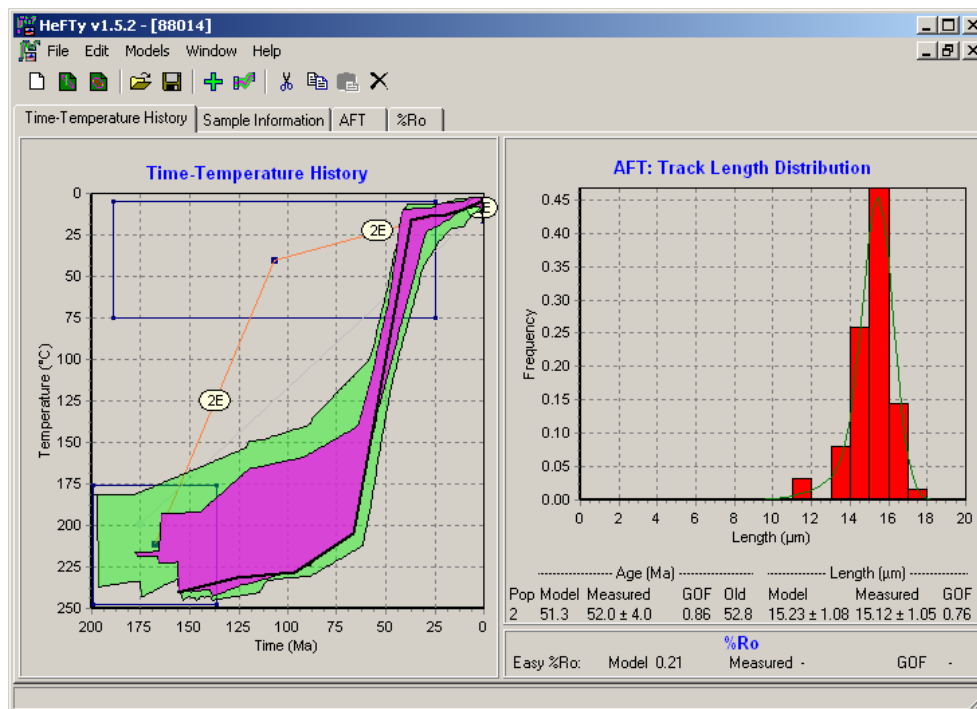 HeFTy v1.5.2 - [88014]
File Edit Models Window Help
Time-Temperature History Sample Information AFT %Ro
Time-Temperature History
0
25
50
75
100
125
150
175
200
225
250
Temperature (°C)
2E
2E
E
200 175 150 125 100 75 50 25 0
Time (Ma)
AFT: Track Length Distribution
0.45
0.40
0.35
0.30
0.25
0.20
0.15
0.10
0.05
0.00
Frequency
0 2 4 6 8 10 12 14 16 18 20
Length (µm)
Age (Ma) Length (µm)
Pop Model Measured GOF Old Model Measured GOF
2 51.3 52.0 ± 4.0 0.86 52.8 15.23 ± 1.08 15.12 ± 1.05 0.76
%Ro
Easy %Ro: Model 0.21 Measured - GOF -